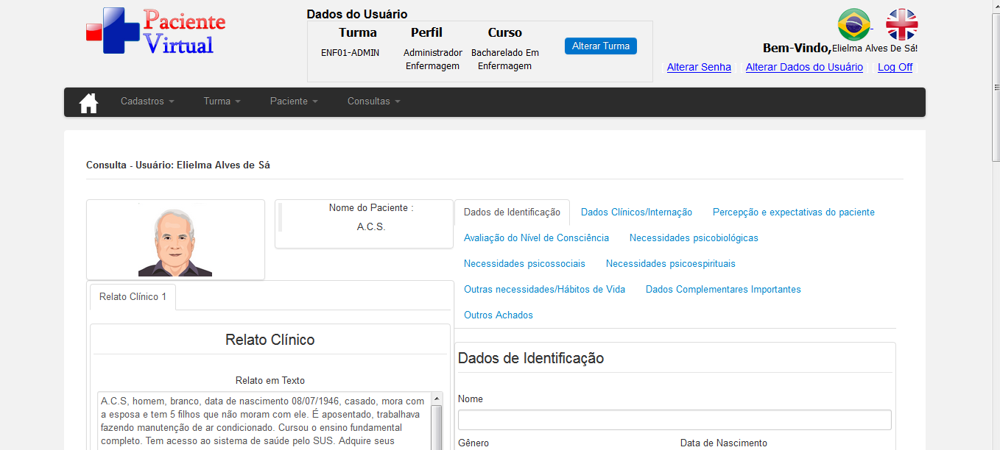 Paciente
Virtual
Dados do Usuário
Turma Perfil Curso
ENF01-ADMIN Administrador Enfermagem Bacharelado Em Enfermagem
Alterar Turma
Bem-Vindo,Elielma Alves De Sá!
| Alterar Senha | Alterar Dados do Usuário | Log Off
Cadastros Turma Paciente Consultas
Consulta - Usuário: Elielma Alves de Sá
Nome do Paciente :
A.C.S.
Relato Clínico 1
Relato Clínico
Relato em Texto
A.C.S, homem, branco, data de nascimento 08/07/1946, casado, mora com
a esposa e tem 5 filhos que não moram com ele. É aposentado, trabalhava
fazendo manutenção de ar condicionado. Cursou o ensino fundamental
completo. Tem acesso ao sistema de saúde pelo SUS. Adquire seus
Dados de Identificação Dados Clínicos/Internação Percepção e expectativas do paciente
Avaliação do Nível de Consciência Necessidades psicobiológicas
Necessidades psicossociais Necessidades psicoespirituais
Outras necessidades/Hábitos de Vida Dados Complementares Importantes
Outros Achados
Dados de Identificação
Nome
Gênero Data de Nascimento